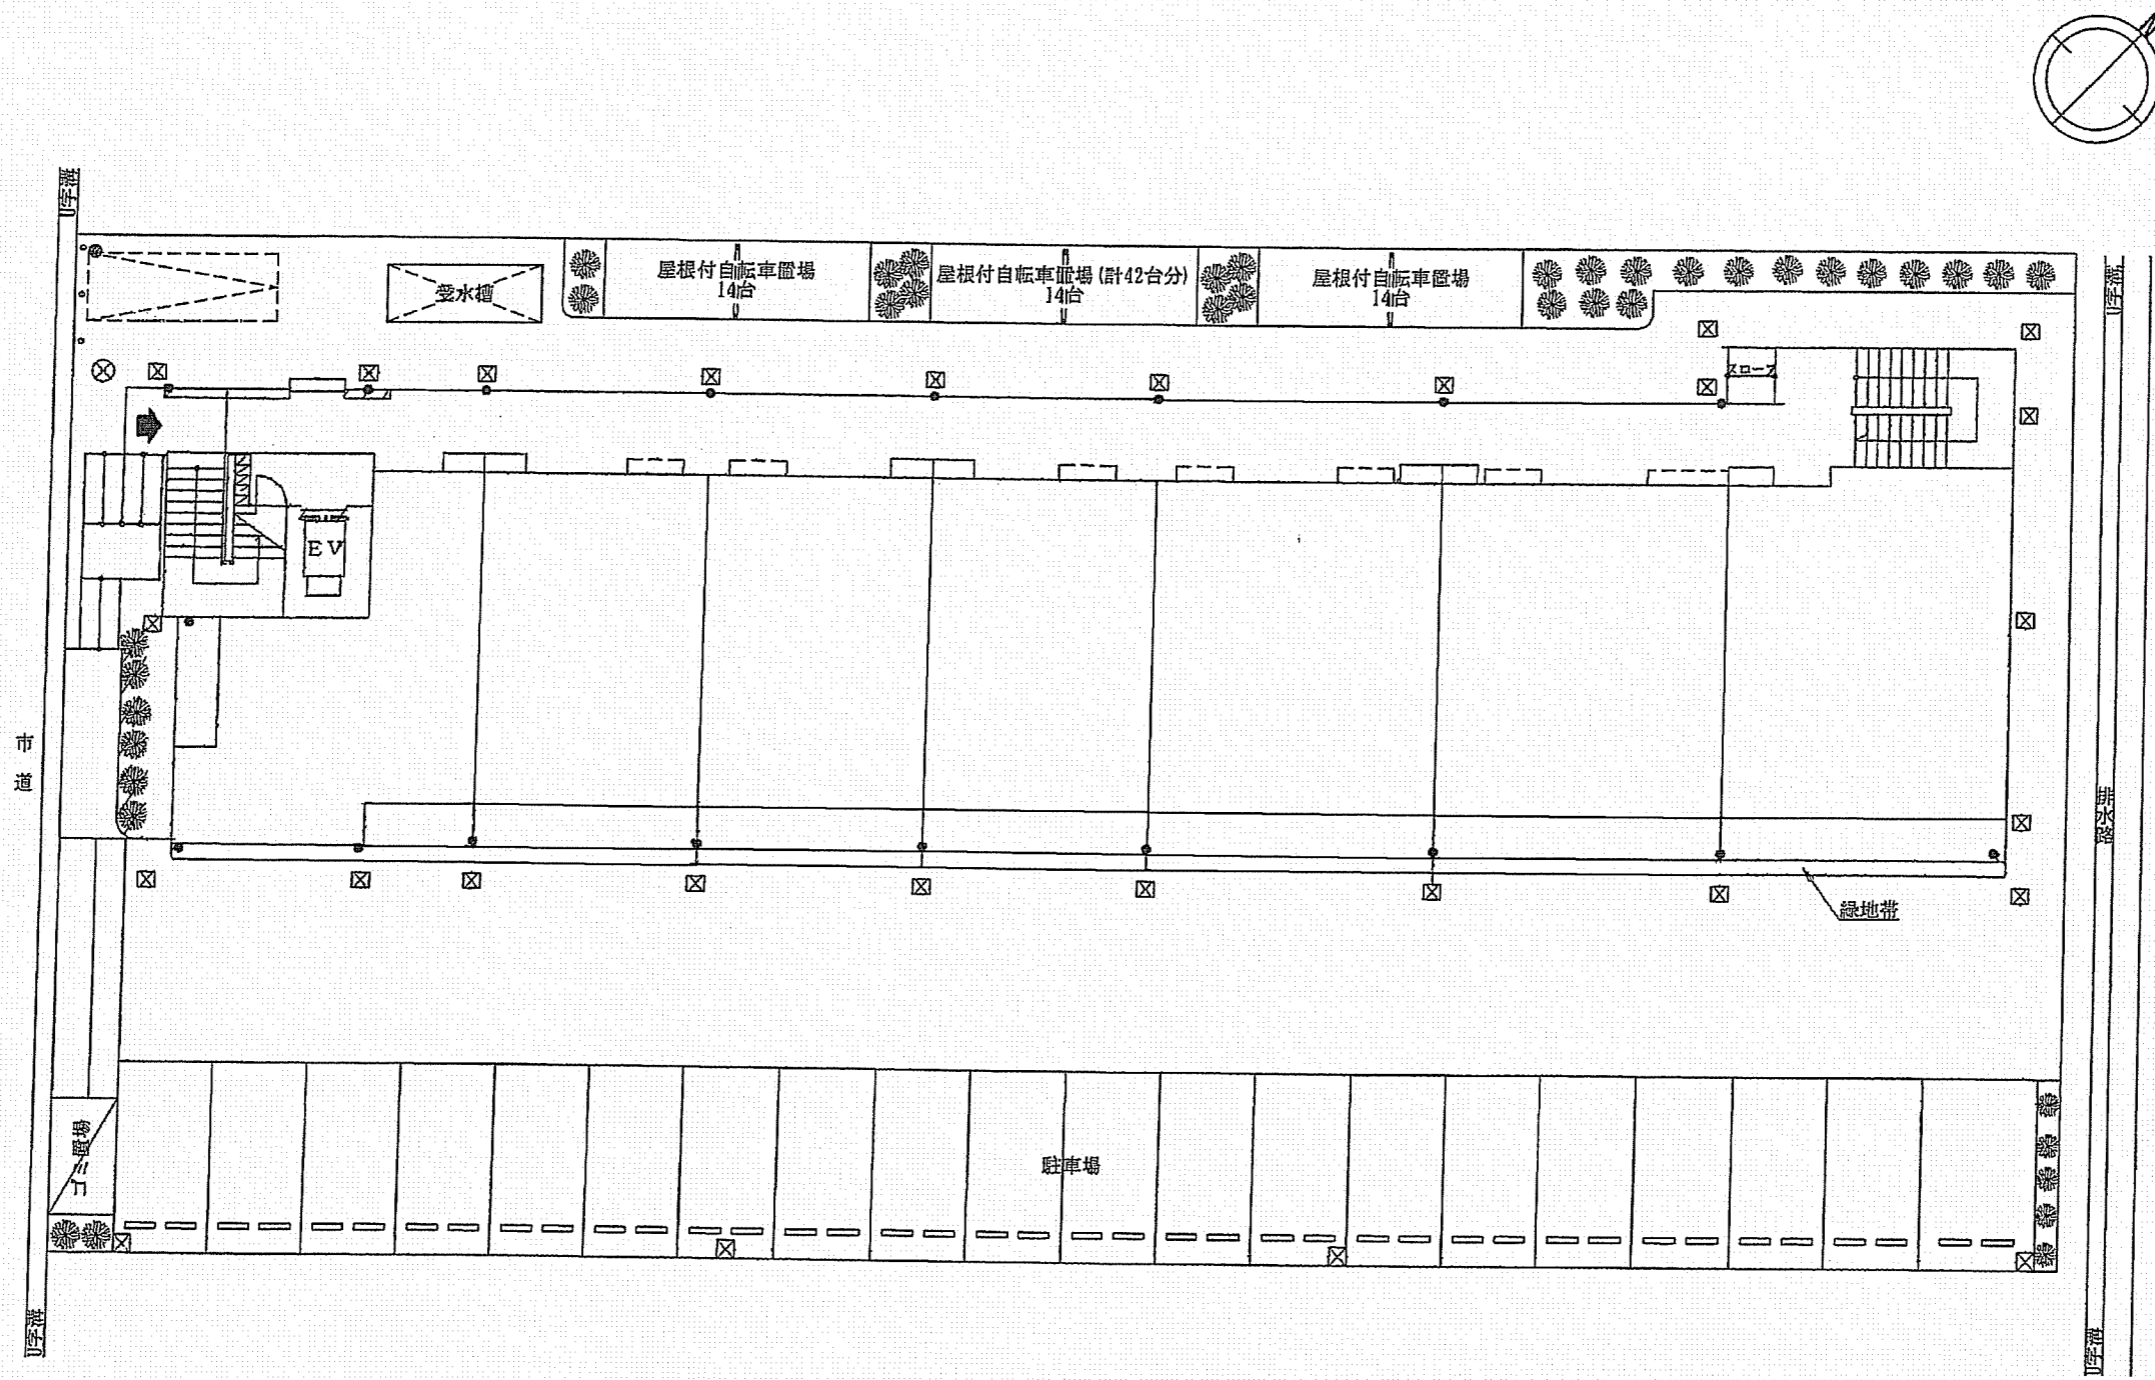 U字溝
屋根付自転車置場
14台
屋根付自転車置場(計42台分)
14台
屋根付自転車置場
14台
受水槽
U字溝
スロープ
EV
市道
排水路
緑地帯
駐車場
ゴミ置場
U字溝
U字溝